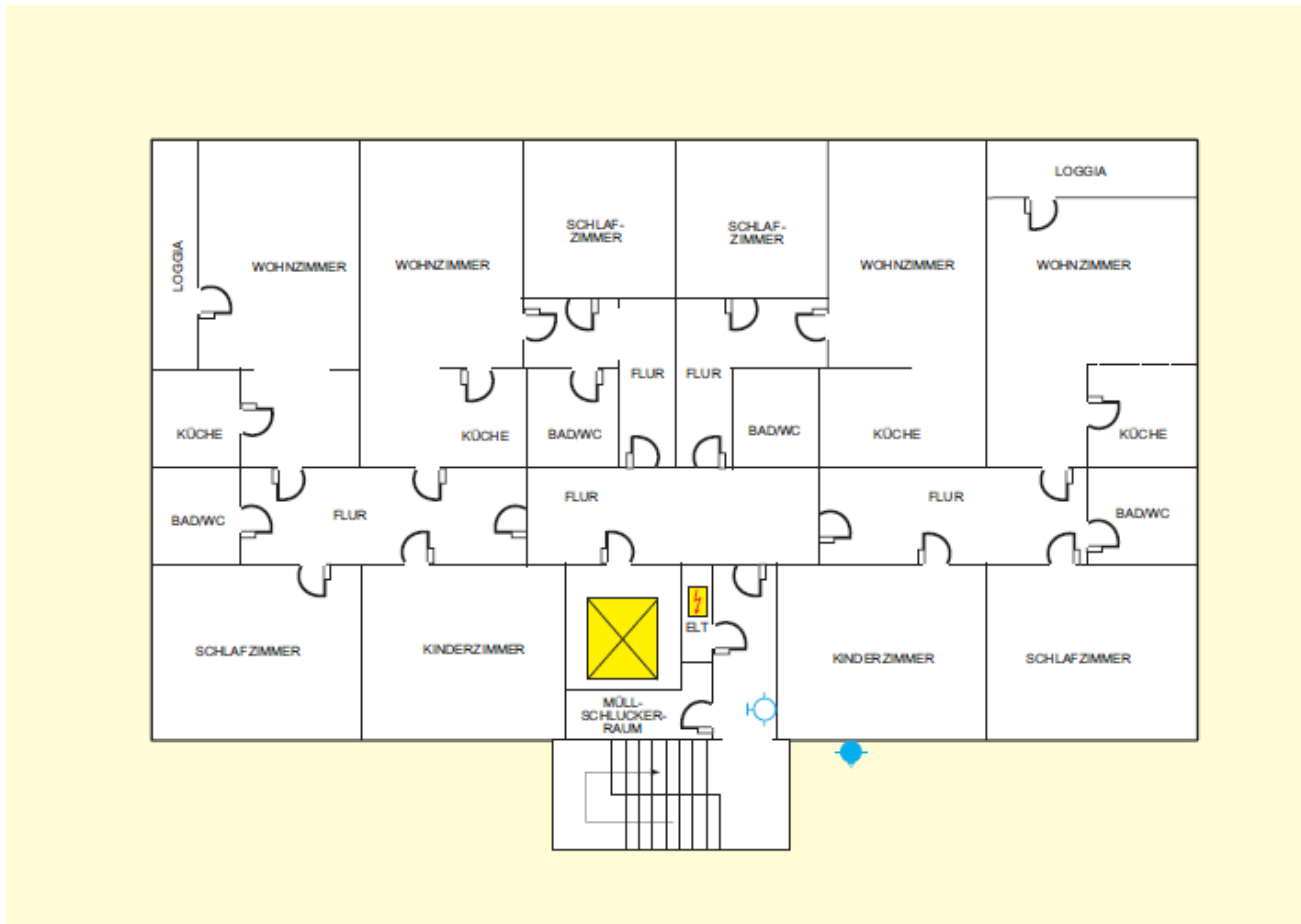 LOGGIA
SCHLAF-
ZIMMER
SCHLAF-
ZIMMER
LOGGIA
WOHNZIMMER
WOHNZIMMER
WOHNZIMMER
WOHNZIMMER
FLUR
FLUR
KÜCHE
KÜCHE
BAD/WC
BAD/WC
KÜCHE
KÜCHE
BAD/WC
FLUR
FLUR
FLUR
BAD/WC
ELT
SCHLAFZIMMER
KINDERZIMMER
KINDERZIMMER
SCHLAFZIMMER
MÜLL-
SCHLUCKER-
RAUM